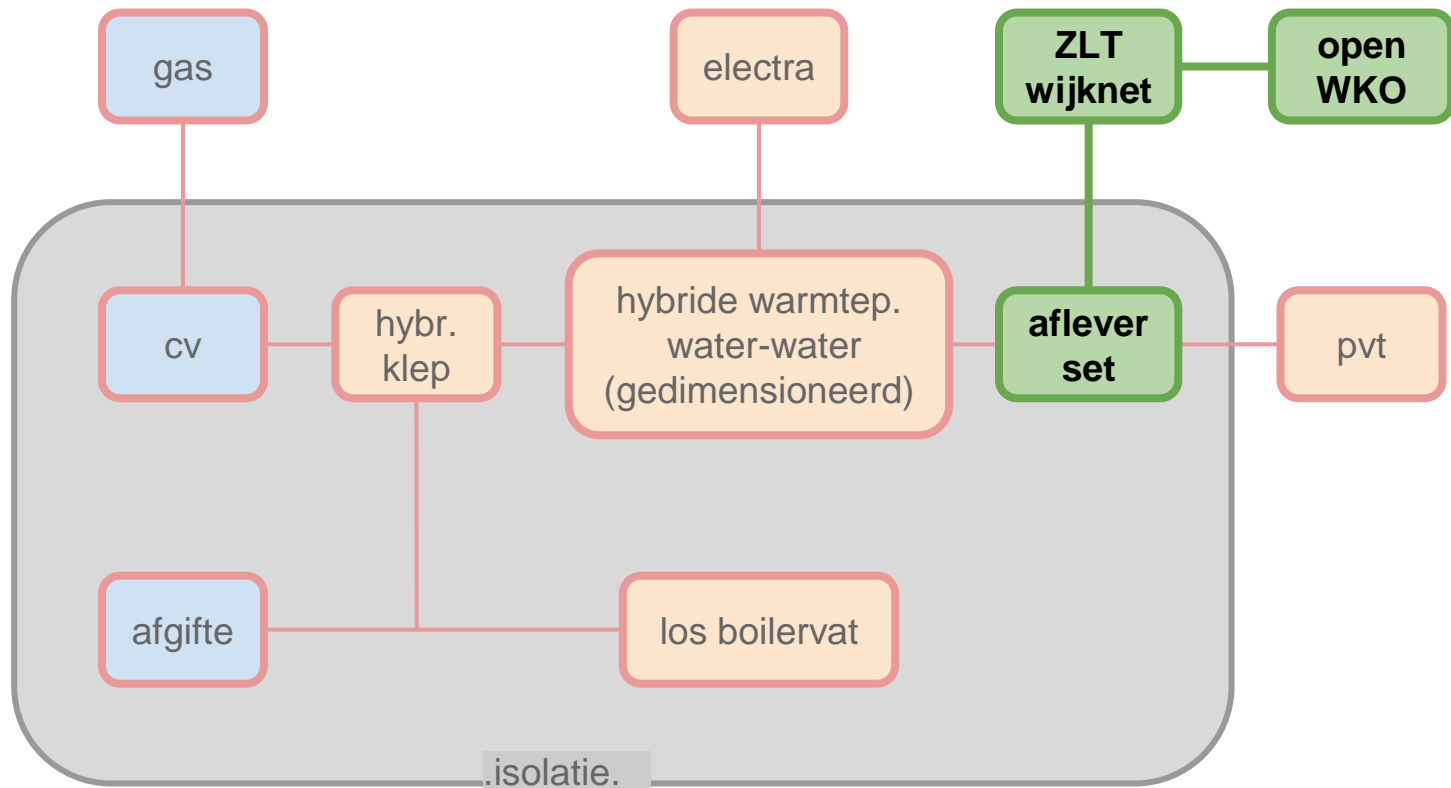 gas
electra
ZLT
wijknet
open
WKO
cv
hybr.
klep
hybride warmtep.
water-water
(gedimensioneerd)
aflever
set
pvt
afgifte
los boilervat
.isolatie.